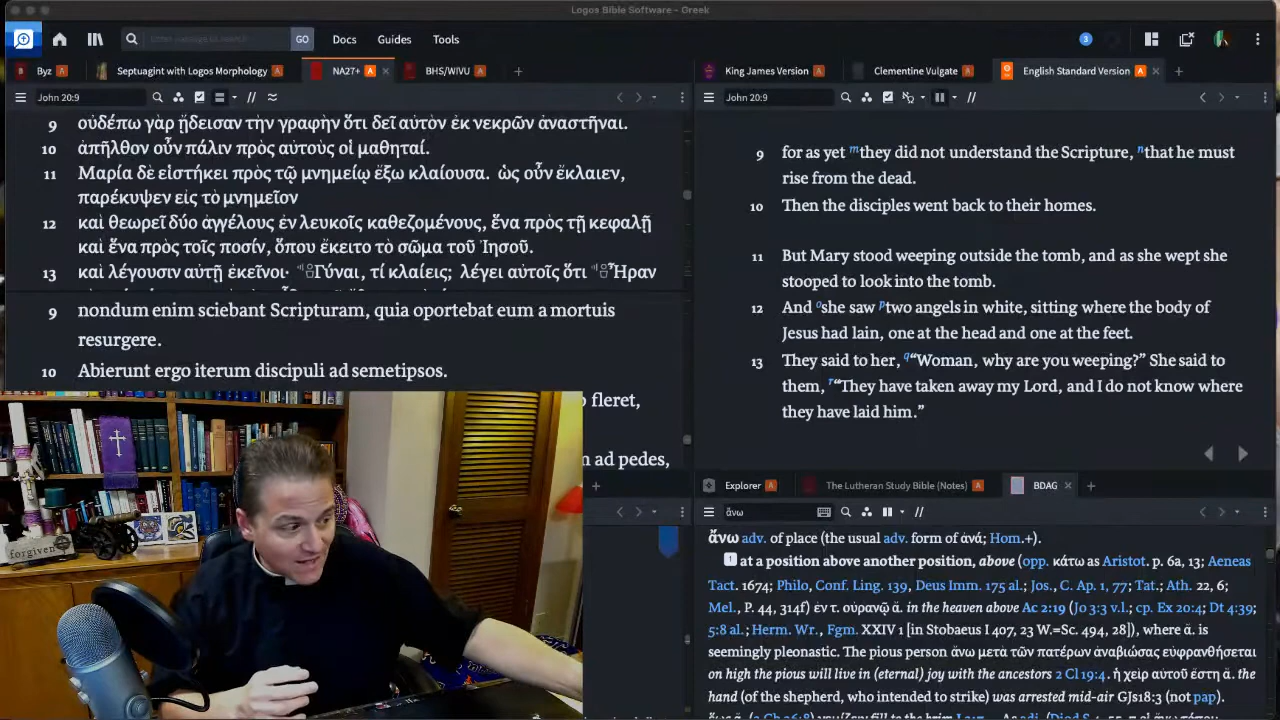 Logos Bible Software - Greek
Enter passage to search
GO
Docs
Guides
Tools
3
Byz A
Septuagint with Logos Morphology A
NA27+ A
BHS/WIVU A
King James Version A
Clementine Vulgate A
English Standard Version A
John 20:9
John 20:9
9 οὐδέπω γὰρ ᾔδεισαν τὴν γραφὴν ὅτι δεῖ αὐτὸν ἐκ νεκρῶν ἀναστῆναι.
10 ἀπῆλθον οὖν πάλιν πρὸς αὐτοὺς οἱ μαθηταί.
11 Μαρία δὲ εἱστήκει πρὸς τῷ μνημείῳ ἔξω κλαίουσα. ὡς οὖν ἔκλαιεν,
παρέκυψεν εἰς τὸ μνημεῖον
12 καὶ θεωρεῖ δύο ἀγγέλους ἐν λευκοῖς καθεζομένους, ἕνα πρὸς τῇ κεφαλῇ
καὶ ἕνα πρὸς τοῖς ποσίν, ὅπου ἔκειτο τὸ σῶμα τοῦ Ἰησοῦ.
13 καὶ λέγουσιν αὐτῇ ἐκεῖνοι· Γύναι, τί κλαίεις; λέγει αὐτοῖς ὅτι Ἦραν
9 nondum enim sciebant Scripturam, quia oportebat eum a mortuis
resurgere.
10 Abierunt ergo iterum discipuli ad semetipsos.
fleret,
ad pedes,
9 for as yet m they did not understand the Scripture, n that he must
rise from the dead.
10 Then the disciples went back to their homes.
11 But Mary stood weeping outside the tomb, and as she wept she
stooped to look into the tomb.
12 And o she saw p two angels in white, sitting where the body of
Jesus had lain, one at the head and one at the feet.
13 They said to her, q “Woman, why are you weeping?” She said to
them, r “They have taken away my Lord, and I do not know where
they have laid him.”
Explorer A
The Lutheran Study Bible (Notes) A
BDAG
ἄνω
ἄνω adv. of place (the usual adv. form of ἀνά; Hom.+).
1 at a position above another position, above (opp. κάτω as Aristot. p. 6a, 13; Aeneas
Tact. 1674; Philo, Conf. Ling. 139, Deus Imm. 175 al.; Jos., C. Ap. 1, 77; Tat.; Ath. 22, 6;
Mel., P. 44, 314f) ἐν τ. οὐρανῷ ἄ. in the heaven above Ac 2:19 (Jo 3:3 v.l.; cp. Ex 20:4; Dt 4:39;
5:8 al.; Herm. Wr., Fgm. XXIV 1 [in Stobaeus I 407, 23 W.=Sc. 494, 28]), where ἄ. is
seemingly pleonastic. The pious person ἄνω μετὰ τῶν πατέρων ἀναβιώσας εὐφρανθήσεται
on high the pious will live in (eternal) joy with the ancestors 2 Cl 19:4. ἡ χεὶρ αὐτοῦ ἔστη ἄ. the
hand (of the shepherd, who intended to strike) was arrested mid-air GJs18:3 (not pap).
forgiven